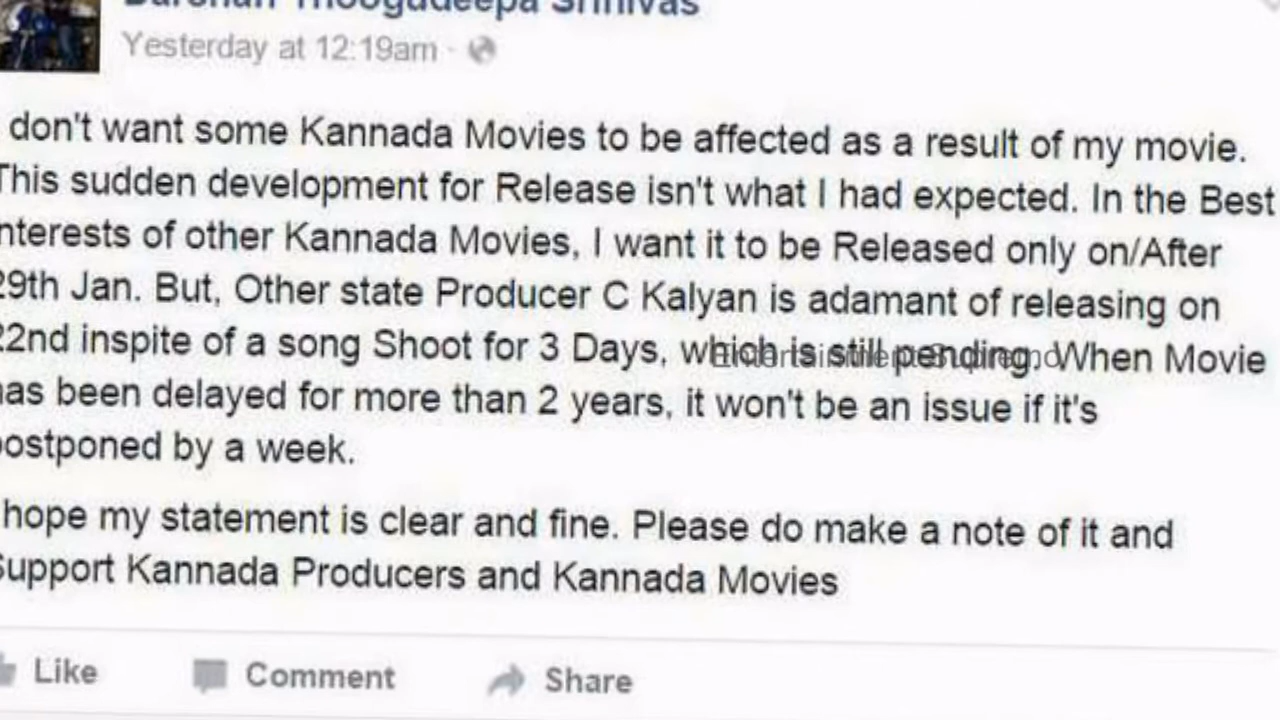 Darshan Thoogudeepa Srinivas
Yesterday at 12:19am ·
don't want some Kannada Movies to be affected as a result of my movie.
This sudden development for Release isn't what I had expected. In the Best
nterests of other Kannada Movies, I want it to be Released only on/After
29th Jan. But, Other state Producer C Kalyan is adamant of releasing on
22nd inspite of a song Shoot for 3 Days, which is still pending. When Movie
has been delayed for more than 2 years, it won't be an issue if it's
postponed by a week.
hope my statement is clear and fine. Please do make a note of it and
Support Kannada Producers and Kannada Movies
Like Comment Share